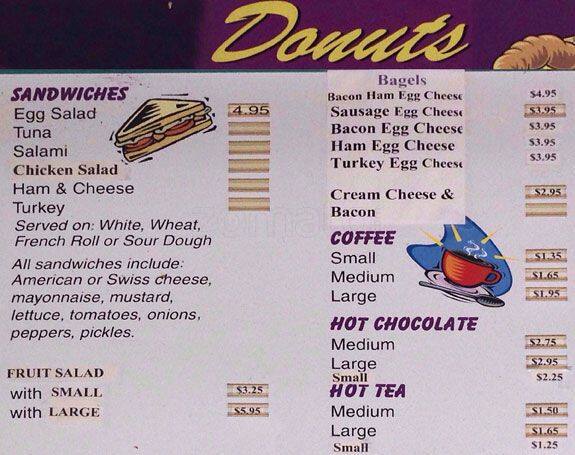 Donuts
SANDWICHES
Egg Salad 4.95
Tuna
Salami
Chicken Salad
Ham & Cheese
Turkey
Served on: White, Wheat,
French Roll or Sour Dough
All sandwiches include:
American or Swiss cheese,
mayonnaise, mustard,
lettuce, tomatoes, onions,
peppers, pickles.
FRUIT SALAD
with SMALL $3.25
with LARGE $5.95
Bagels
Bacon Ham Egg Cheese $4.95
Sausage Egg Cheese $3.95
Bacon Egg Cheese $3.95
Ham Egg Cheese $3.95
Turkey Egg Cheese $3.95
Cream Cheese & $2.95
Bacon
COFFEE
Small $1.35
Medium $1.65
Large $1.95
HOT CHOCOLATE
Medium $2.75
Large $2.95
Small $2.25
HOT TEA
Medium $1.50
Large $1.65
Small $1.25